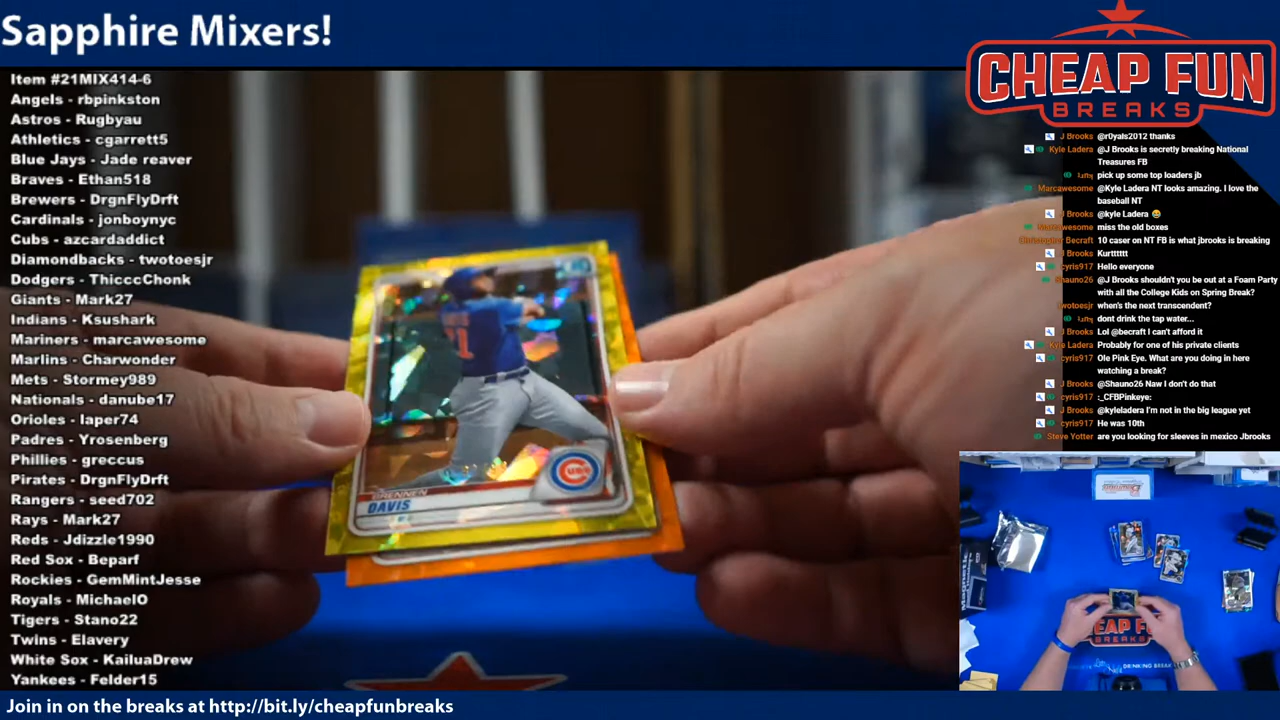 Sapphire Mixers!
Item #21MIX414-6
Angels - rbpinkston
Astros - Rugbyau
Athletics - cgarrett5
Blue Jays - Jade reaver
Braves - Ethan518
Brewers - DrgnFlyDrft
Cardinals - jonboynyc
Cubs - azcardaddict
Diamondbacks - twotoesjr
Dodgers - ThicccChonk
Giants - Mark27
Indians - Ksushark
Mariners - marcawesome
Marlins - Charwonder
Mets - Stormey989
Nationals - danube17
Orioles - laper74
Padres - Yrosenberg
Phillies - greccus
Pirates - DrgnFlyDrft
Rangers - seed702
Rays - Mark27
Reds - Jdizzle1990
Red Sox - Beparf
Rockies - GemMintJesse
Royals - MichaelO
Tigers - Stano22
Twins - Elavery
White Sox - KailuaDrew
Yankees - Felder15
Join in on the breaks at http://bit.ly/cheapfunbreaks
BRENNEN
DAVIS
CUBS
CHEAP FUN
BREAKS
J Brooks @r0yals2012 thanks
Kyle Ladera @J Brooks is secretly breaking National
Treasures FB
Lefty pick up some top loaders jb
Marcawesome @Kyle Ladera NT looks amazing. I love the
baseball NT
J Brooks @kyle Ladera 😂
Marcawesome miss the old boxes
Christopher Becraft 10 caser on NT FB is what jbrooks is breaking
J Brooks Kurtttttt
cyris917 Hello everyone
Shauno26 @J Brooks shouldn't you be out at a Foam Party
with all the College Kids on Spring Break?
twotoesjr when's the next transcendent?
Lefty dont drink the tap water...
J Brooks Lol @becraft I can't afford it
Kyle Ladera Probably for one of his private clients
cyris917 Ole Pink Eye. What are you doing in here
watching a break?
J Brooks @Shauno26 Naw I don't do that
cyris917 :_CFBPinkeye:
J Brooks @kyleladera I'm not in the big league yet
cyris917 He was 10th
Steve Yotter are you looking for sleeves in mexico Jbrooks
CHEAP FUN
BREAKS